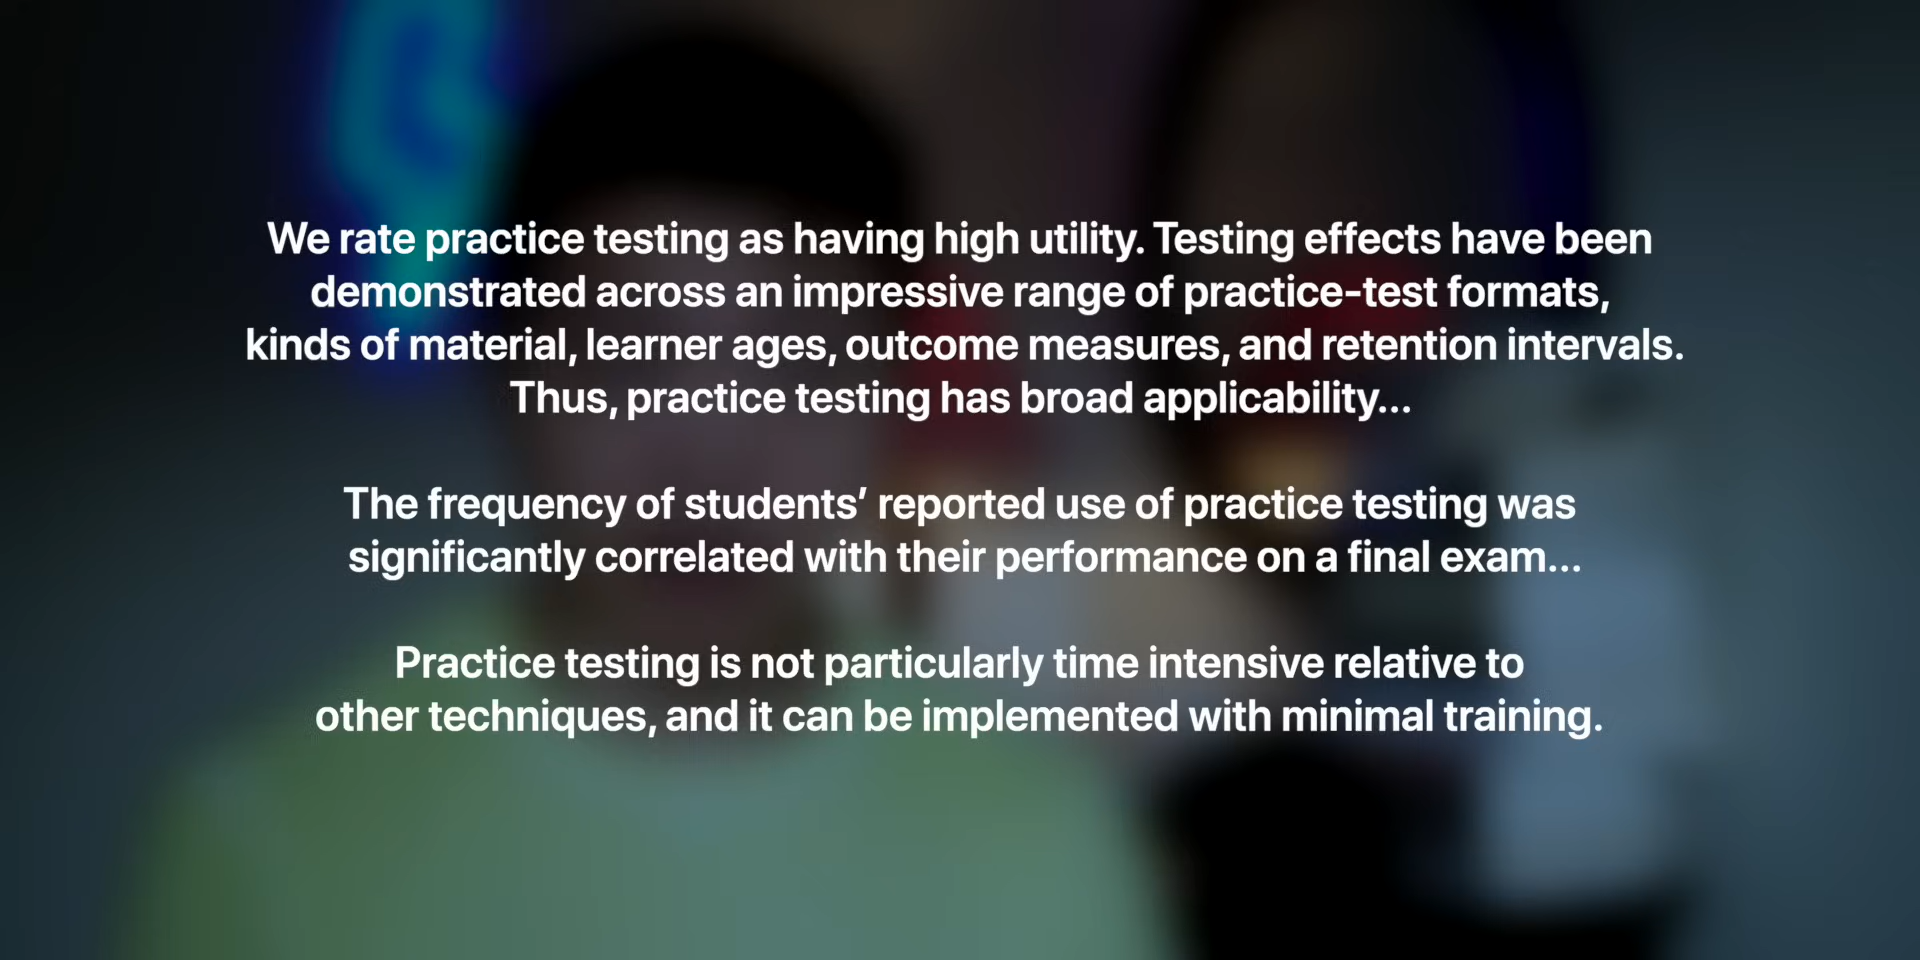 We rate practice testing as having high utility. Testing effects have been
demonstrated across an impressive range of practice-test formats,
kinds of material, learner ages, outcome measures, and retention intervals.
Thus, practice testing has broad applicability...
The frequency of students’ reported use of practice testing was
significantly correlated with their performance on a final exam...
Practice testing is not particularly time intensive relative to
other techniques, and it can be implemented with minimal training.